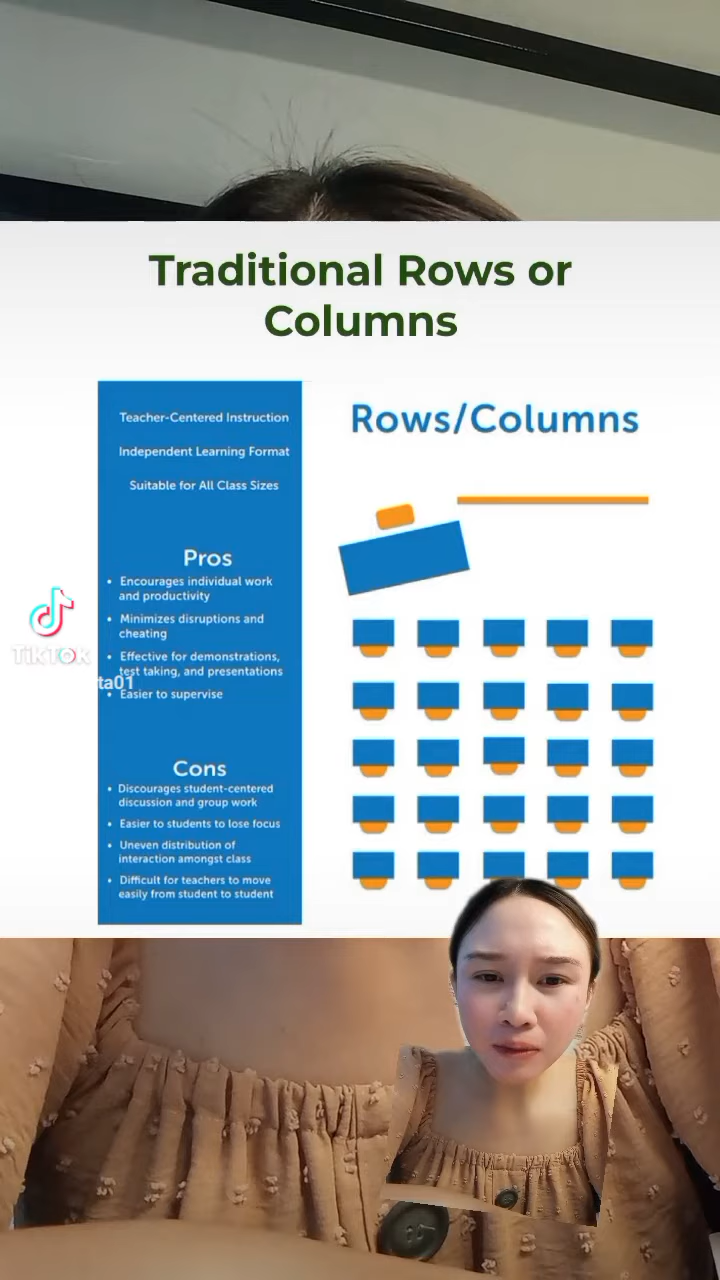 Traditional Rows or
Columns
Teacher-Centered Instruction
Independent Learning Format
Suitable for All Class Sizes
Pros
• Encourages individual work
and productivity
• Minimizes disruptions and
cheating
• Effective for demonstrations,
test taking, and presentations
• Easier to supervise
Cons
• Discourages student-centered
discussion and group work
• Easier to students to lose focus
• Uneven distribution of
interaction amongst class
• Difficult for teachers to move
easily from student to student
Rows/Columns
TikTok
ta01